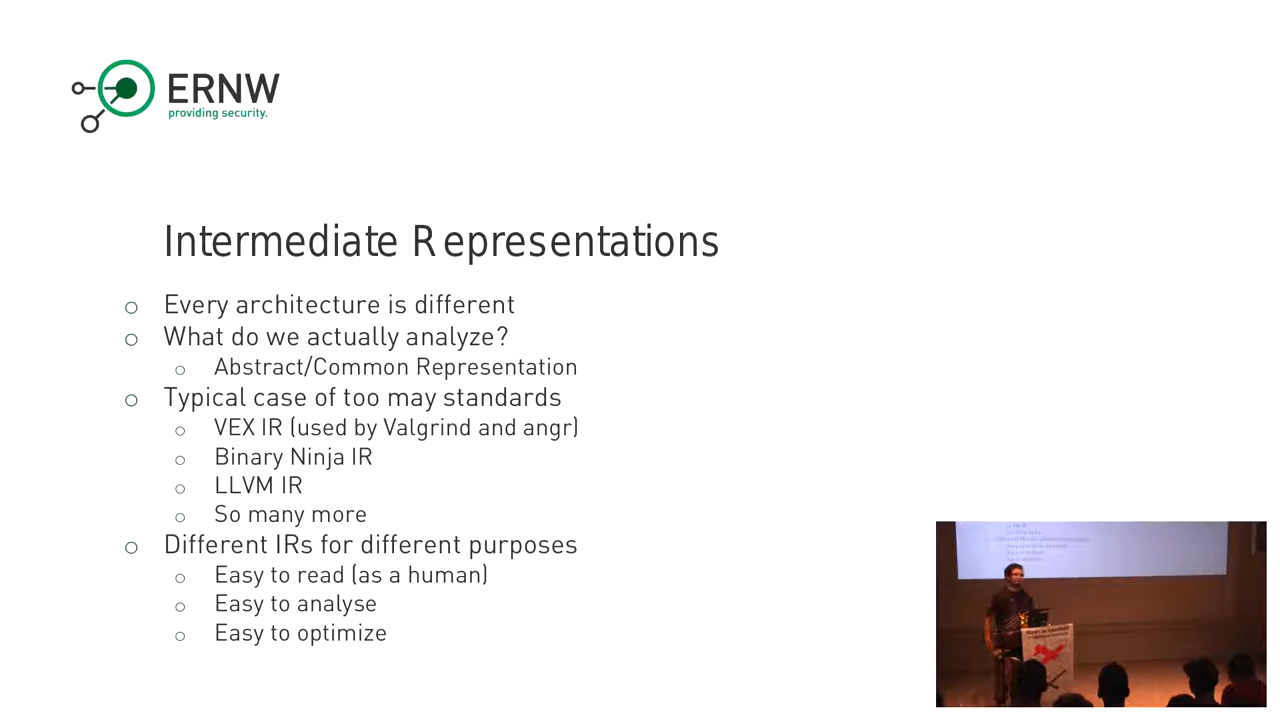 ERNW
providing security.
Intermediate Representations
Every architecture is different
What do we actually analyze?
Abstract/Common Representation
Typical case of too may standards
VEX IR (used by Valgrind and angr)
Binary Ninja IR
LLVM IR
So many more
Different IRs for different purposes
Easy to read (as a human)
Easy to analyse
Easy to optimize